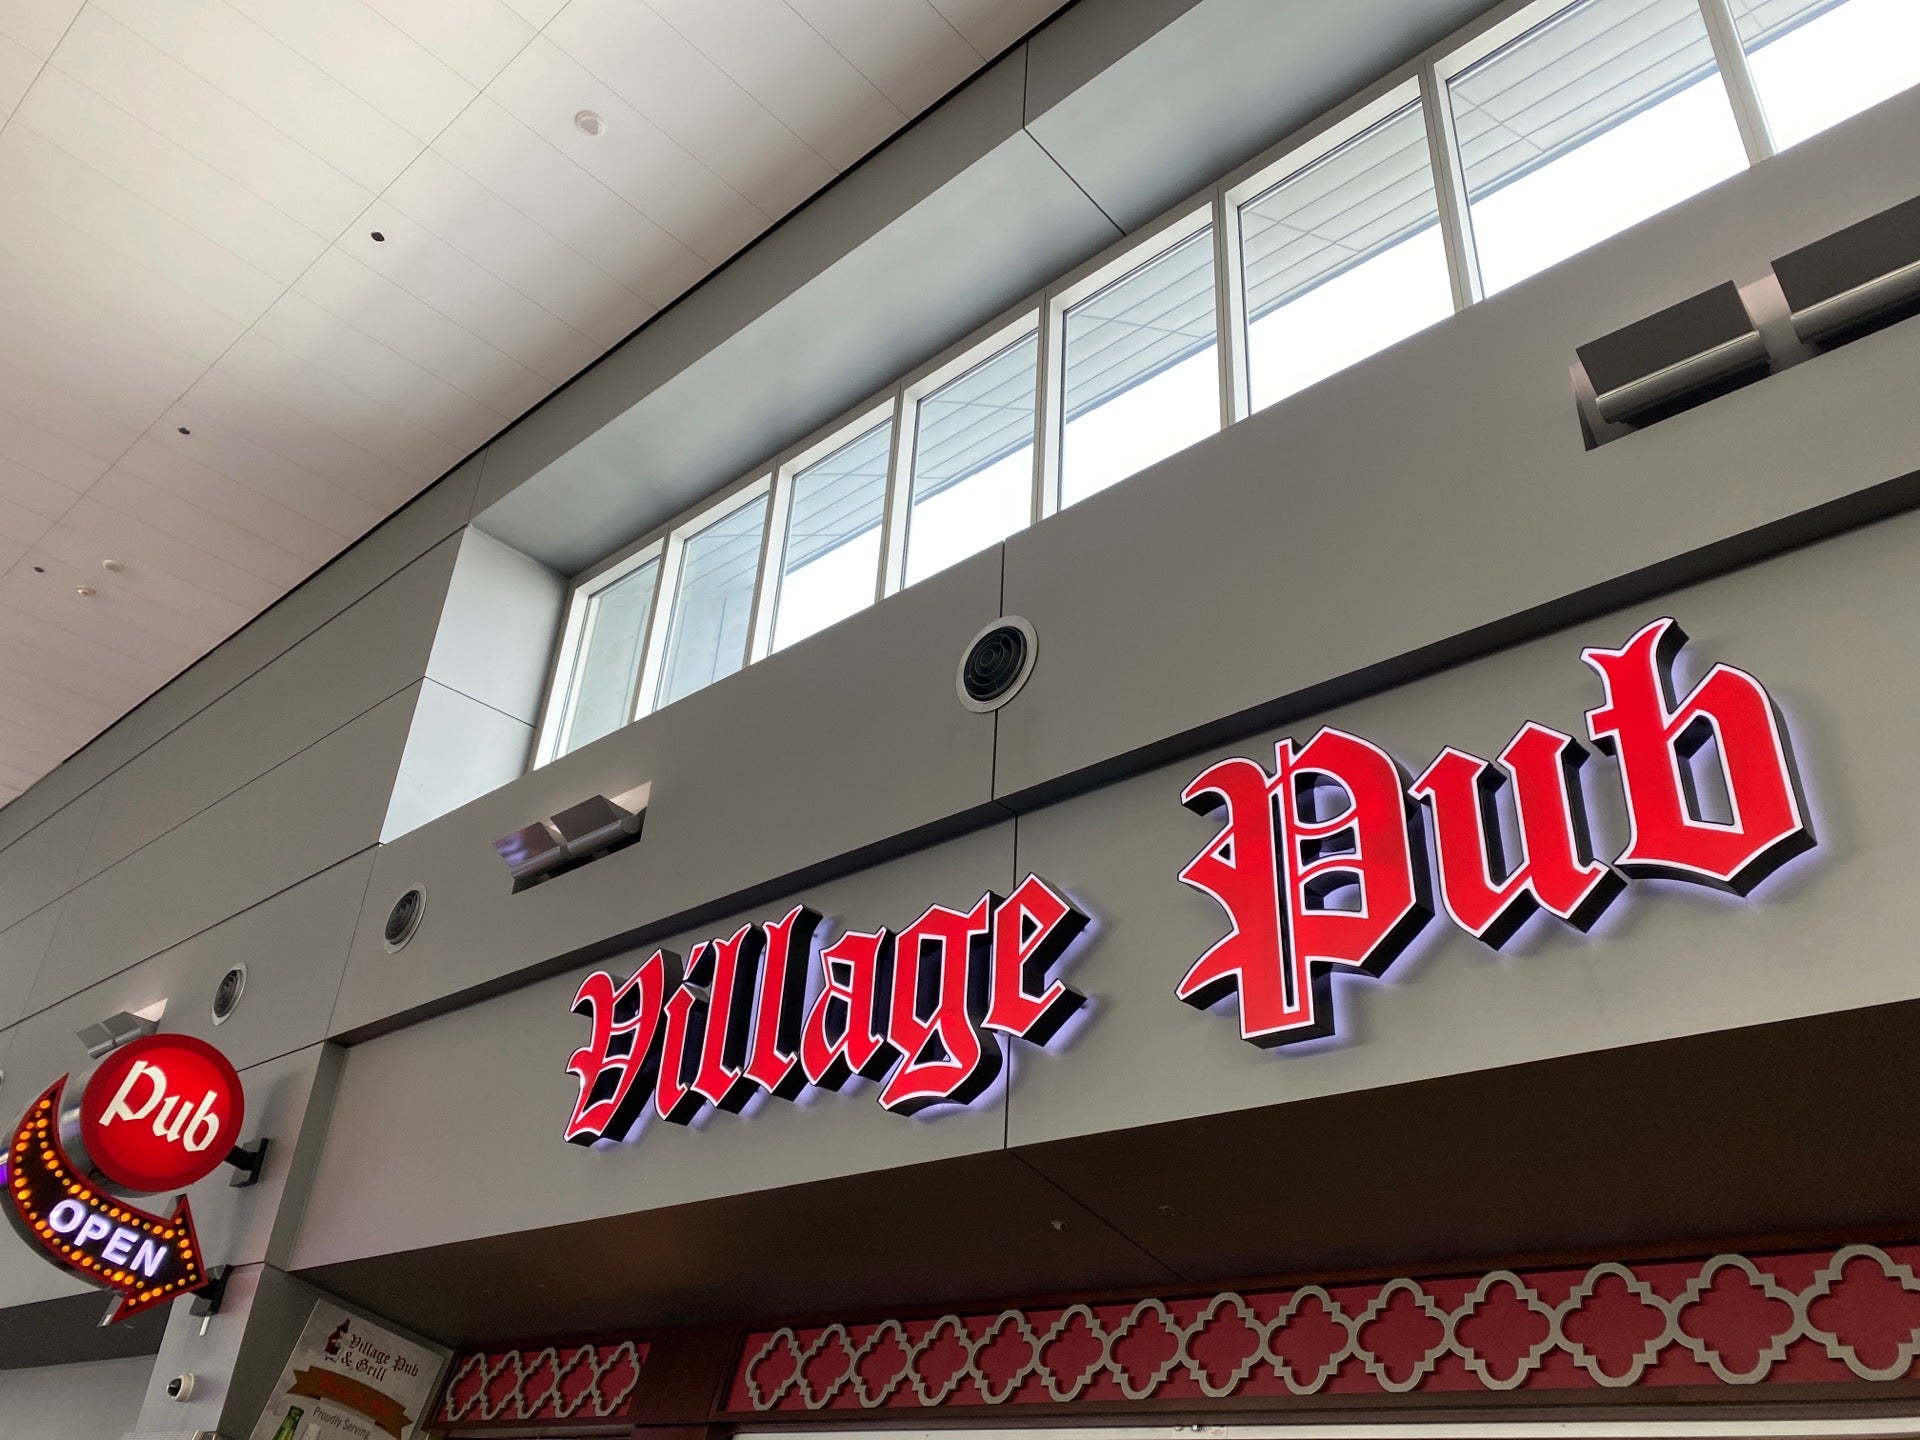 Village Pub
Pub
OPEN
Village Pub
& Grill
Proudly Serving